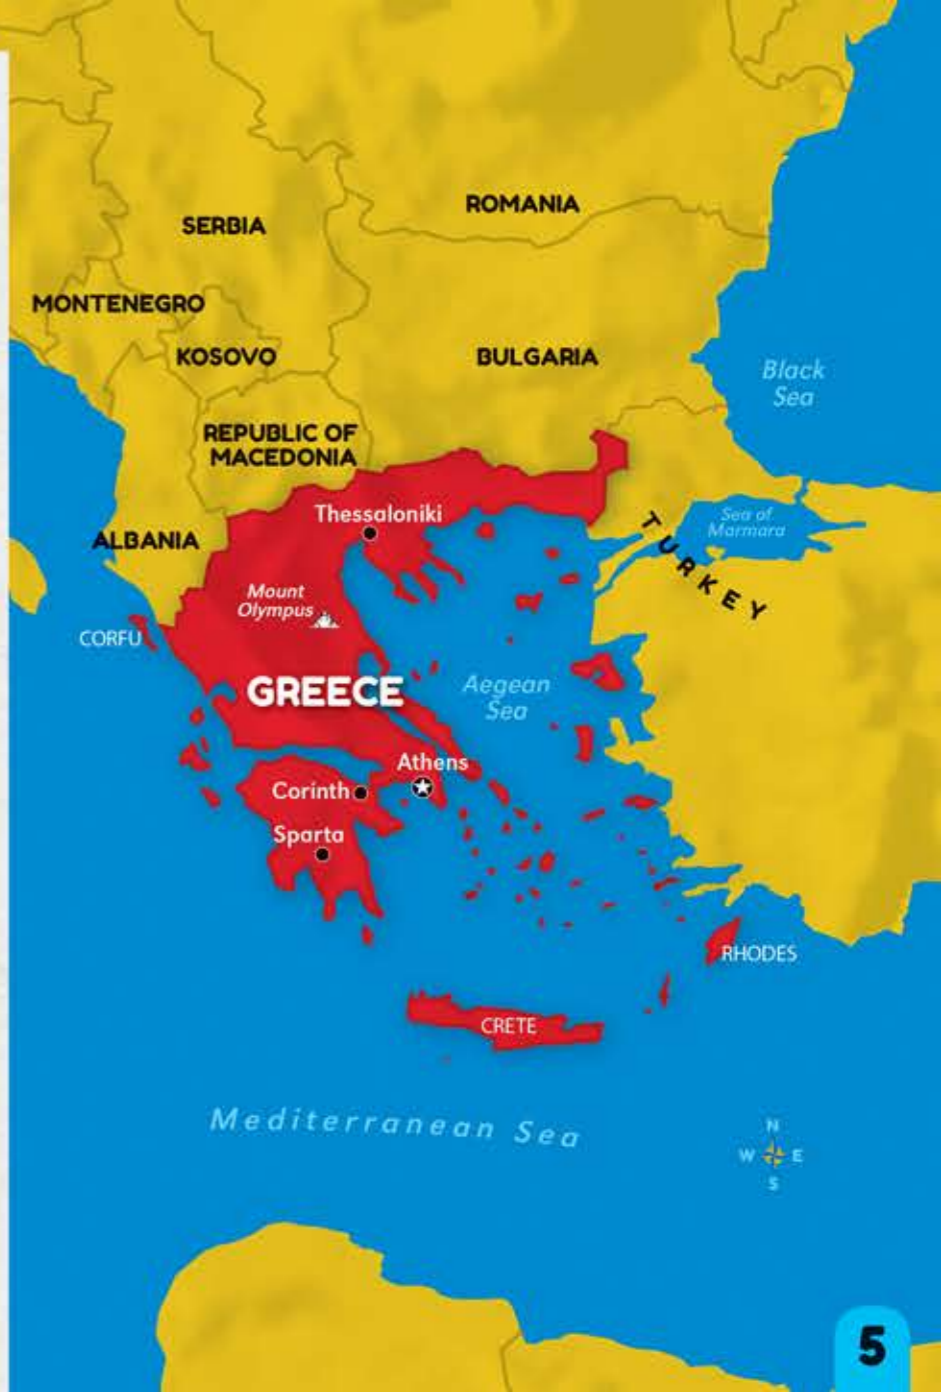 ROMANIA
SERBIA
MONTENEGRO
KOSOVO
BULGARIA
Black
Sea
REPUBLIC OF
MACEDONIA
Thessaloniki
Sea of
Marmara
ALBANIA
TURKEY
Mount
Olympus
CORFU
GREECE
Aegean
Sea
Athens
Corinth
Sparta
RHODES
CRETE
Mediterranean Sea
N
W E
S
5